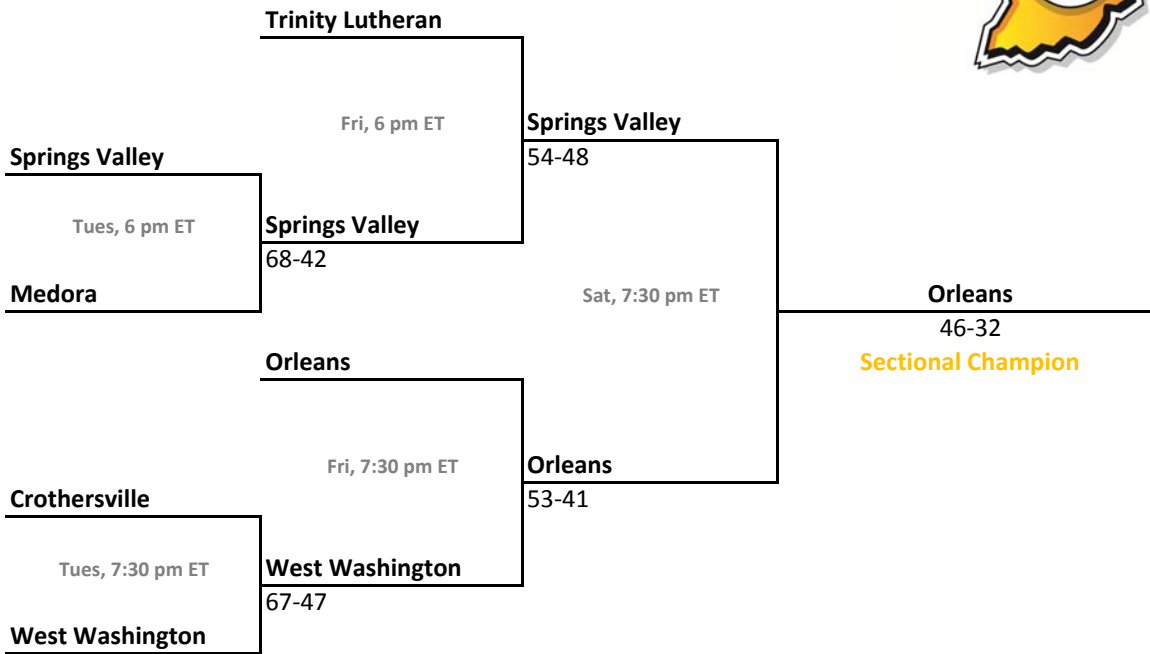 Trinity Lutheran
Fri, 6 pm ET
Springs Valley
Springs Valley
54-48
Tues, 6 pm ET
Springs Valley
68-42
Medora
Sat, 7:30 pm ET
Orleans
46-32
Orleans
Sectional Champion
Fri, 7:30 pm ET
Orleans
Crothersville
53-41
Tues, 7:30 pm ET
West Washington
67-47
West Washington